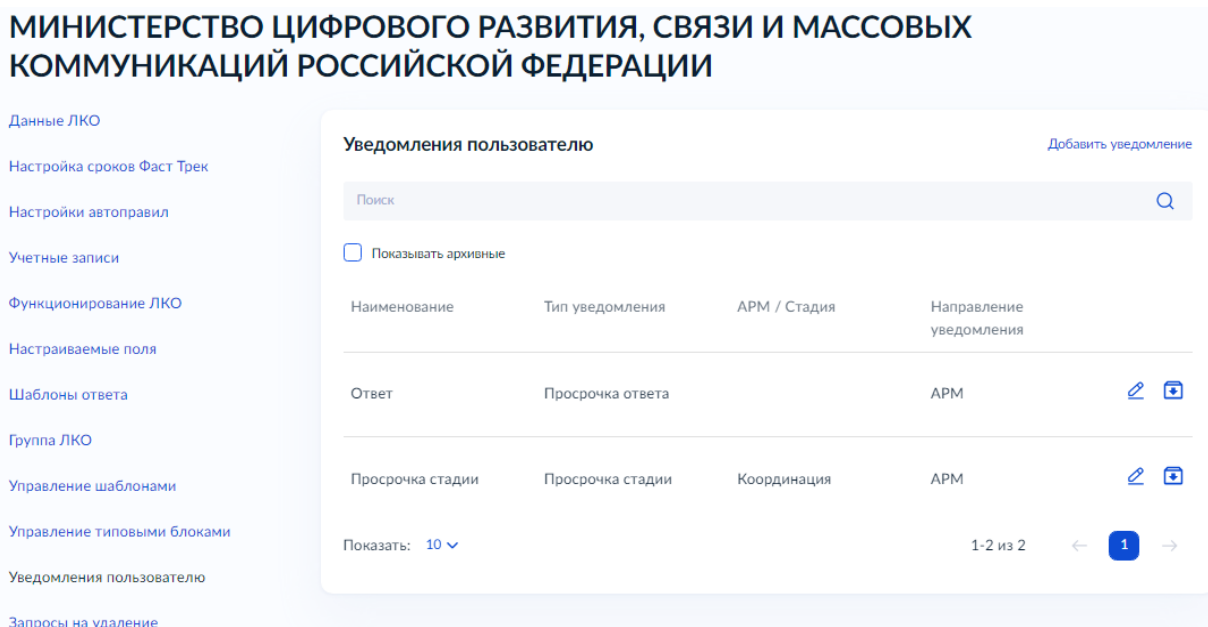 МИНИСТЕРСТВО ЦИФРОВОГО РАЗВИТИЯ, СВЯЗИ И МАССОВЫХ
КОММУНИКАЦИЙ РОССИЙСКОЙ ФЕДЕРАЦИИ
Данные ЛКО
Настройка сроков Фаст Трек
Настройки автоправил
Учетные записи
Функционирование ЛКО
Настраиваемые поля
Шаблоны ответа
Группа ЛКО
Управление шаблонами
Управление типовыми блоками
Уведомления пользователю
Запросы на удаление
Уведомления пользователю
Добавить уведомление
Поиск
Показывать архивные
Наименование Тип уведомления АРМ / Стадия Направление
уведомления
Ответ Просрочка ответа АРМ
Просрочка стадии Просрочка стадии Координация АРМ
Показать: 10 1-2 из 2 ← 1 →